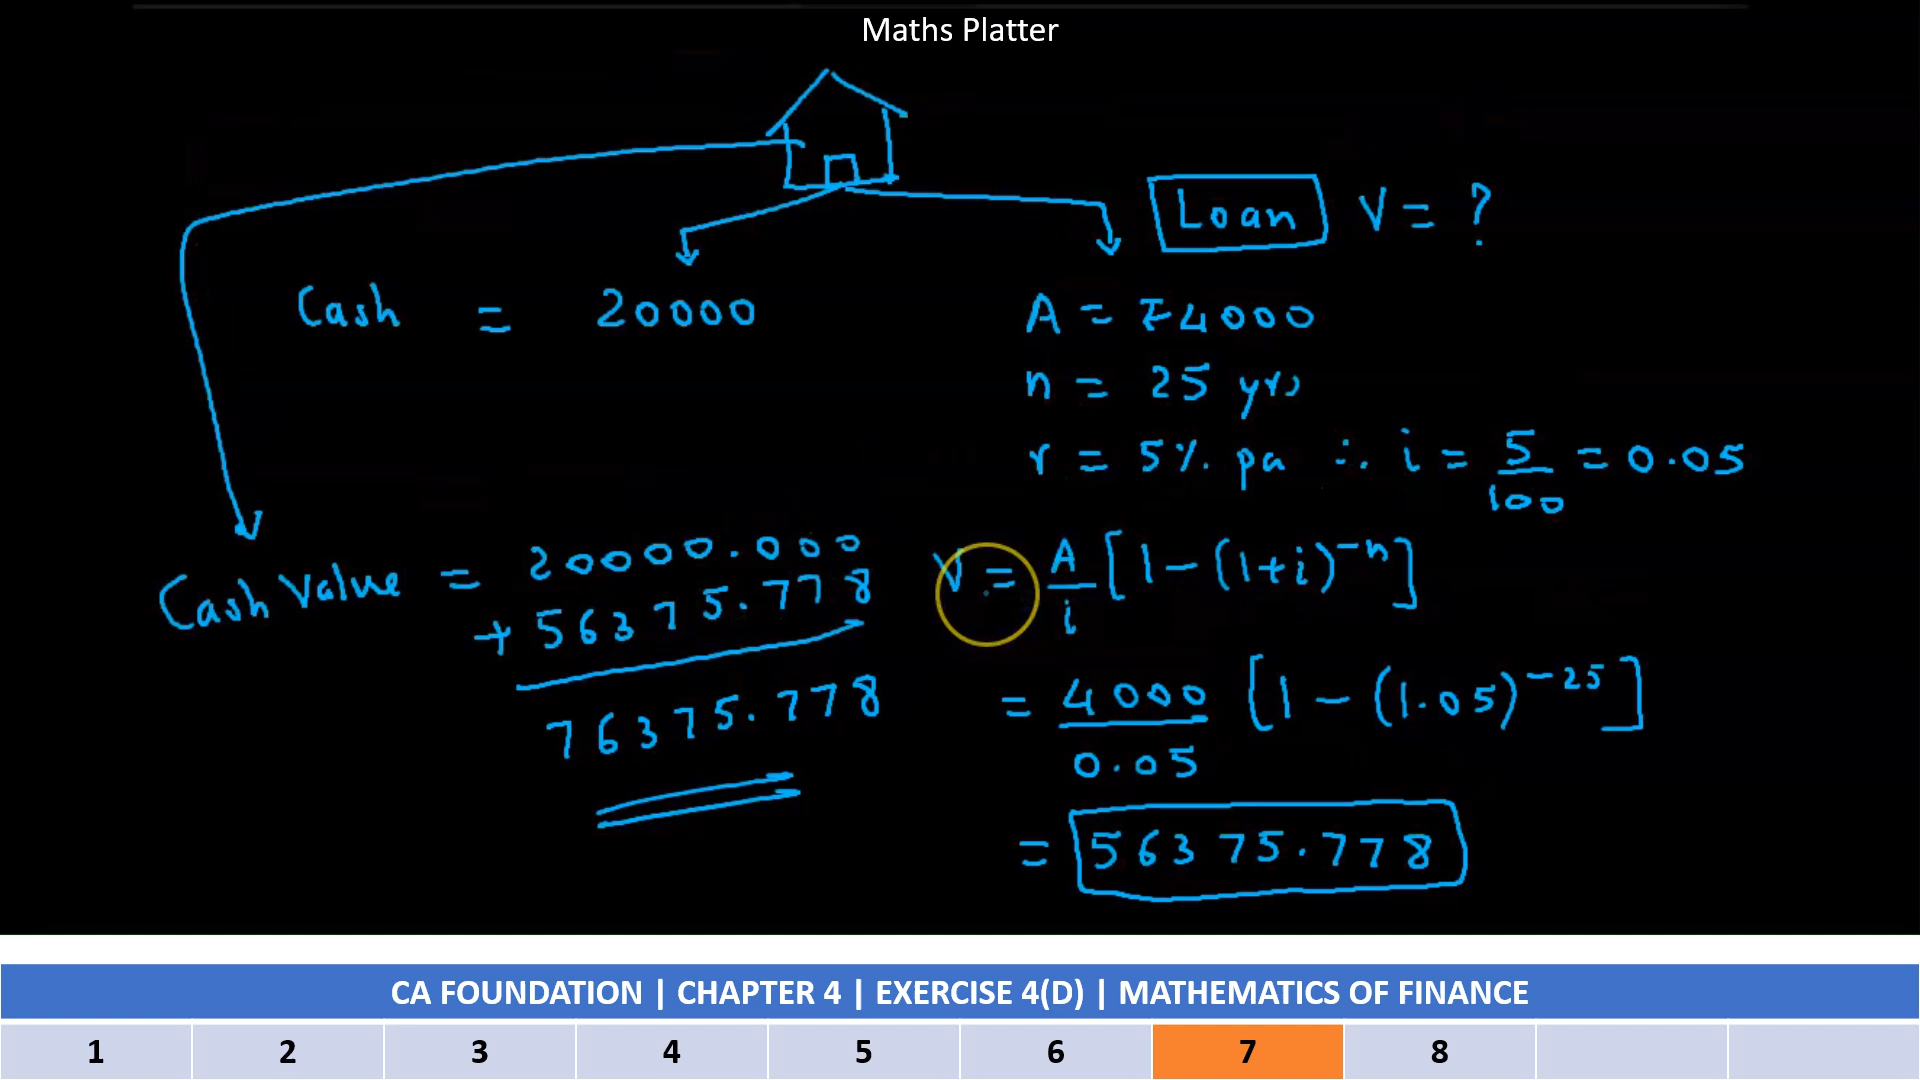 Maths Platter
Loan V = ?
Cash = 20000
A = ₹4000
n = 25 yrs
r = 5% pa ∴ i = 5/100 = 0.05
Cash Value = 20000.000
+ 56375.778
76375.778
V = A/i [1-(1+i)^-n]
= 4000/0.05 [1-(1.05)^-25]
= 56375.778
CA FOUNDATION | CHAPTER 4 | EXERCISE 4(D) | MATHEMATICS OF FINANCE
1 2 3 4 5 6 7 8